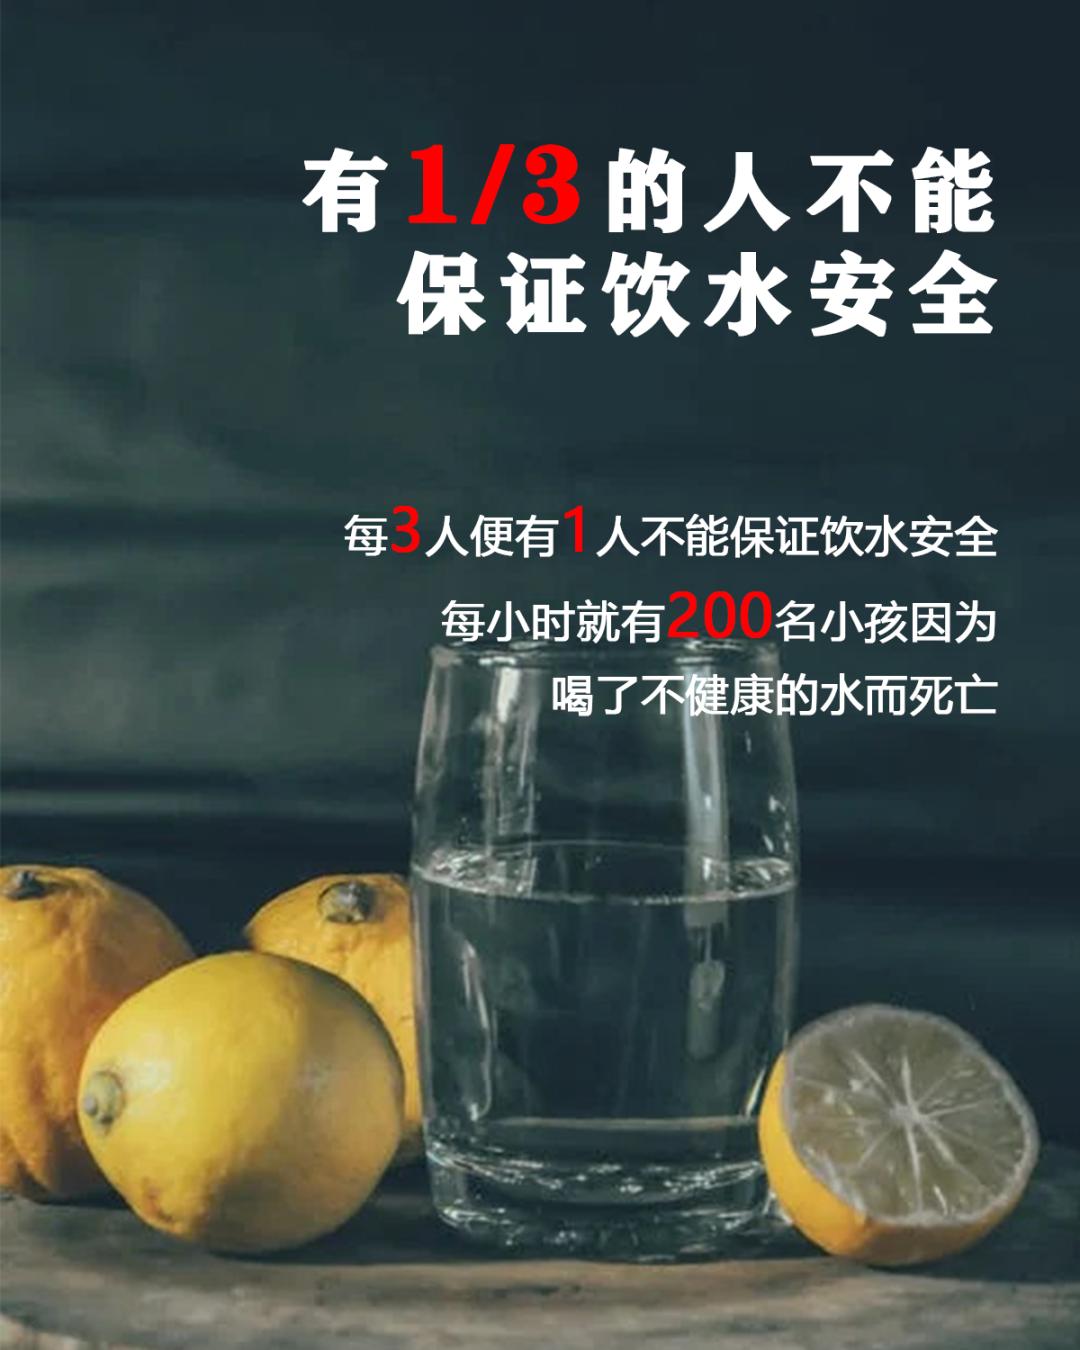 有1/3的人不能
保证饮水安全
每3人便有1人不能保证饮水安全
每小时就有200名小孩因为
喝了不健康的水而死亡